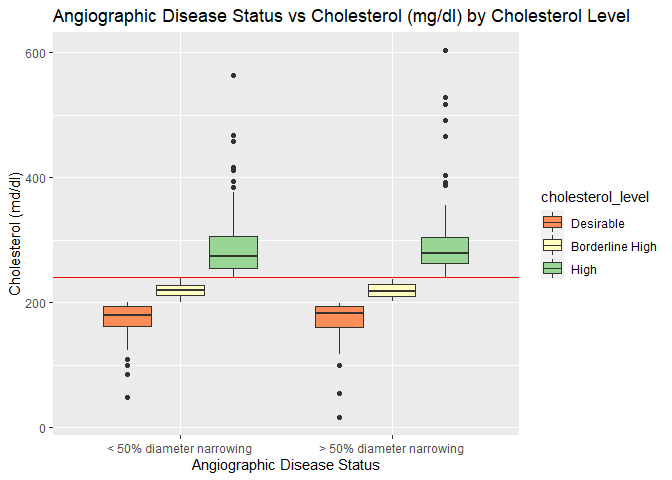 Angiographic Disease Status vs Cholesterol (mg/dl) by Cholesterol Level
600
400
200
0
Cholesterol (md/dl)
< 50% diameter narrowing
> 50% diameter narrowing
Angiographic Disease Status
cholesterol_level
Desirable
Borderline High
High